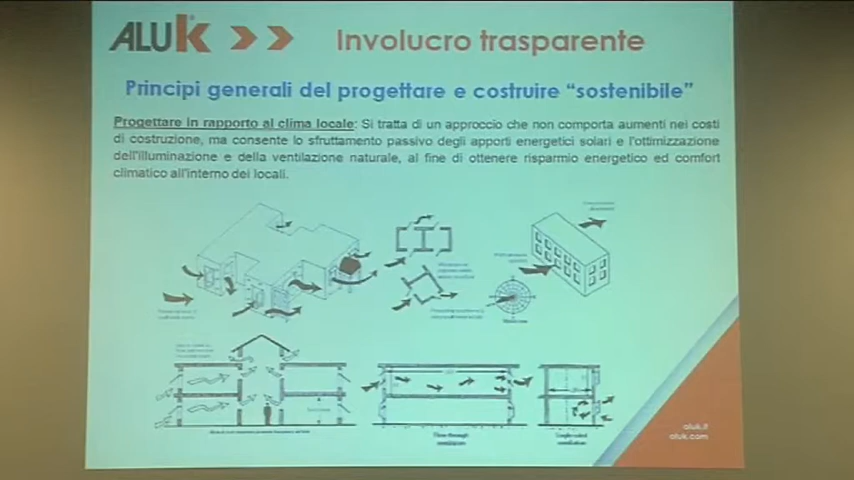 ALUK
Involucro trasparente
Principi generali del progettare e costruire “sostenibile”
Progettare in rapporto al clima locale: Si tratta di un approccio che non comporta aumenti nei costi
di costruzione, ma consente lo sfruttamento passivo degli apporti energetici solari e l'ottimizzazione
dell'illuminazione e della ventilazione naturale, al fine di ottenere risparmio energetico ed comfort
climatico all'interno dei locali.
aluk.it
aluk.com